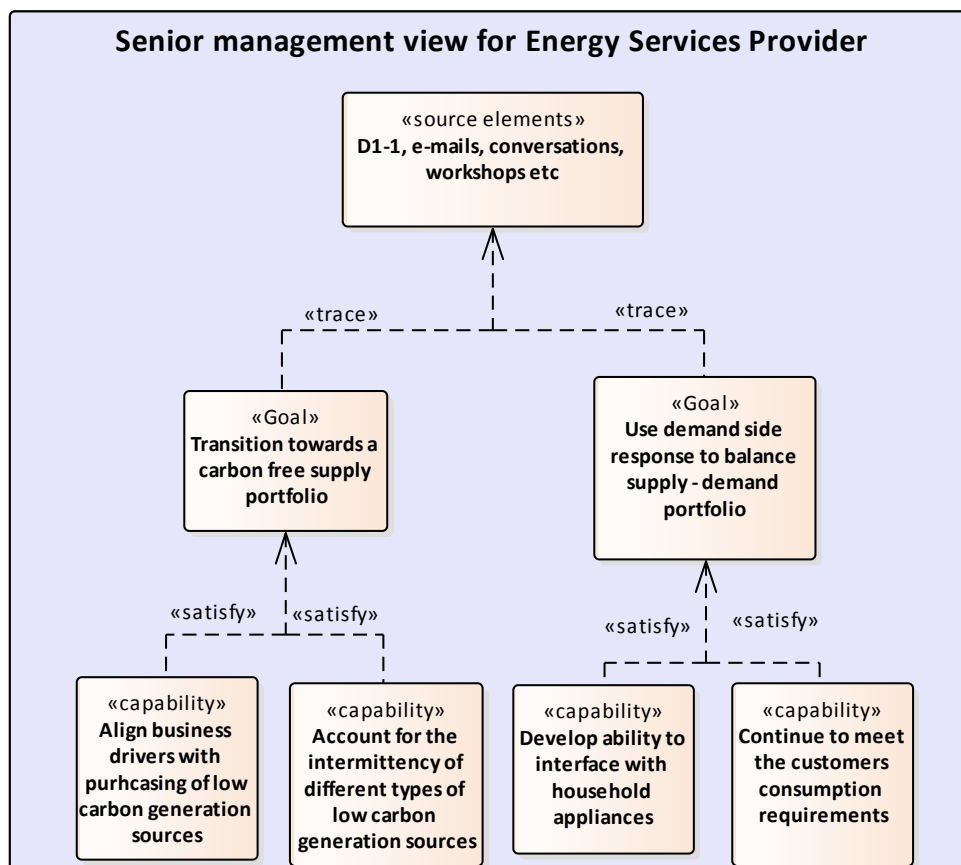 Senior management view for Energy Services Provider
«source elements»
D1-1, e-mails, conversations,
workshops etc
«trace»
«trace»
«Goal»
Transition towards a
carbon free supply
portfolio
«Goal»
Use demand side
response to balance
supply - demand
portfolio
«satisfy»
«satisfy»
«satisfy»
«satisfy»
«capability»
Align business
drivers with
purhcasing of low
carbon generation
sources
«capability»
Account for the
intermittency of
different types of
low carbon
generation sources
«capability»
Develop ability to
interface with
household
appliances
«capability»
Continue to meet
the customers
consumption
requirements